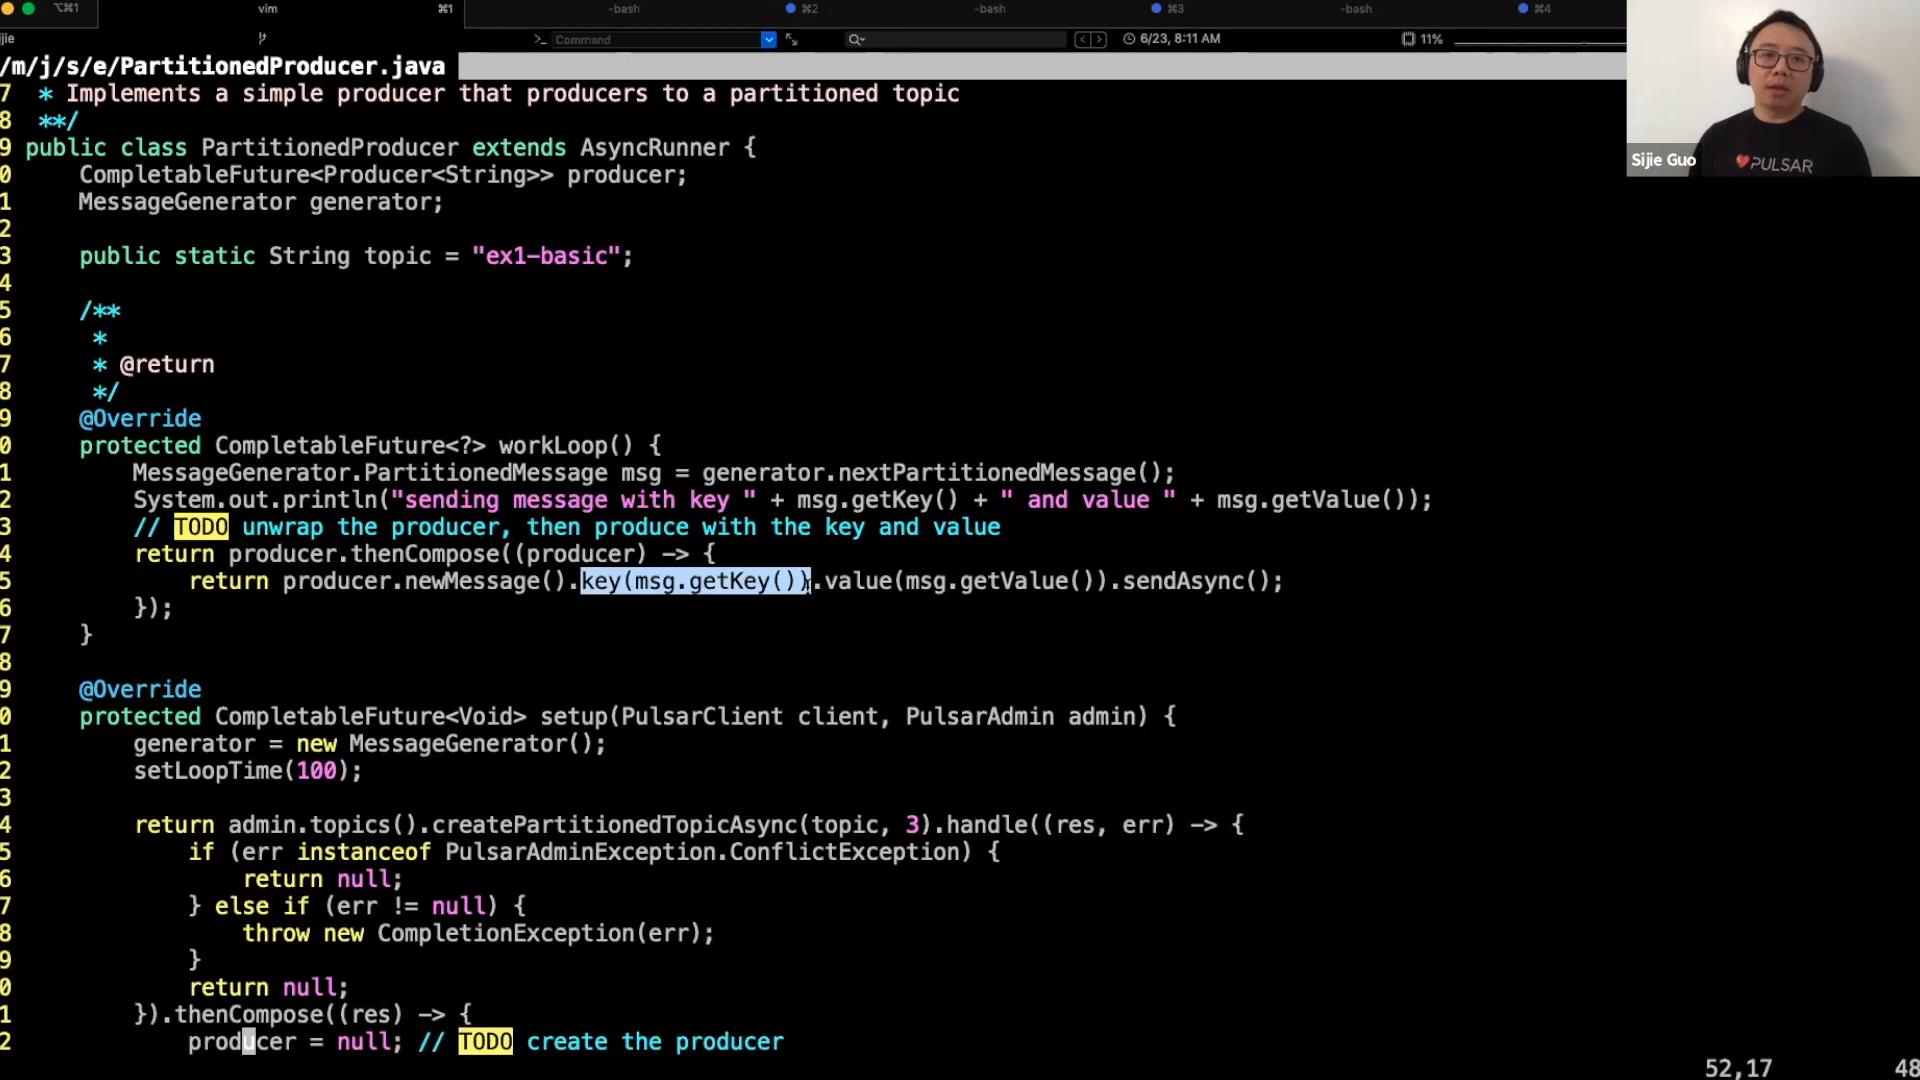 ⌥⌘1 vim ⌘1 -bash ⌘2 -bash ⌘3 -bash ⌘4
jie >_ Command 6/23, 8:11 AM 11%
/m/j/s/e/PartitionedProducer.java
7  * Implements a simple producer that producers to a partitioned topic
8  **/
9 public class PartitionedProducer extends AsyncRunner {
0     CompletableFuture<Producer<String>> producer;
1     MessageGenerator generator;
2
3     public static String topic = "ex1-basic";
4
5     /**
6      *
7      * @return
8      */
9     @Override
0     protected CompletableFuture<?> workLoop() {
1         MessageGenerator.PartitionedMessage msg = generator.nextPartitionedMessage();
2         System.out.println("sending message with key " + msg.getKey() + " and value " + msg.getValue());
3         // TODO unwrap the producer, then produce with the key and value
4         return producer.thenCompose((producer) -> {
5             return producer.newMessage().key(msg.getKey()).value(msg.getValue()).sendAsync();
6         });
7     }
8
9     @Override
0     protected CompletableFuture<Void> setup(PulsarClient client, PulsarAdmin admin) {
1         generator = new MessageGenerator();
2         setLoopTime(100);
3
4         return admin.topics().createPartitionedTopicAsync(topic, 3).handle((res, err) -> {
5             if (err instanceof PulsarAdminException.ConflictException) {
6                 return null;
7             } else if (err != null) {
8                 throw new CompletionException(err);
9             }
0             return null;
1         }).thenCompose((res) -> {
2             producer = null; // TODO create the producer
52,17 48
Sijie Guo
PULSAR